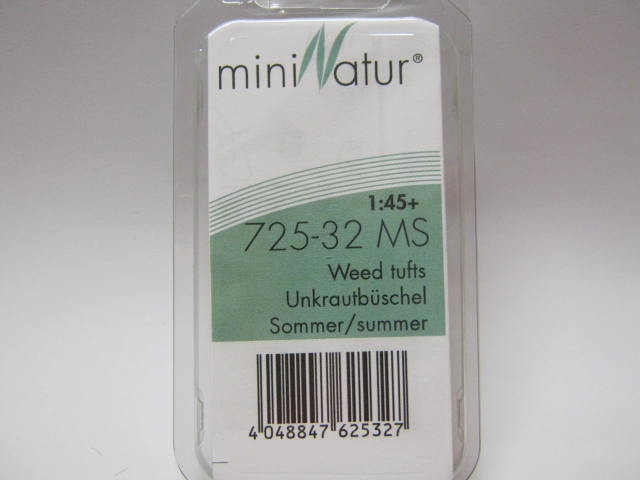 miniNatur®
1:45+
725-32 MS
Weed tufts
Unkrautbüschel
Sommer/summer
4 048847 625327